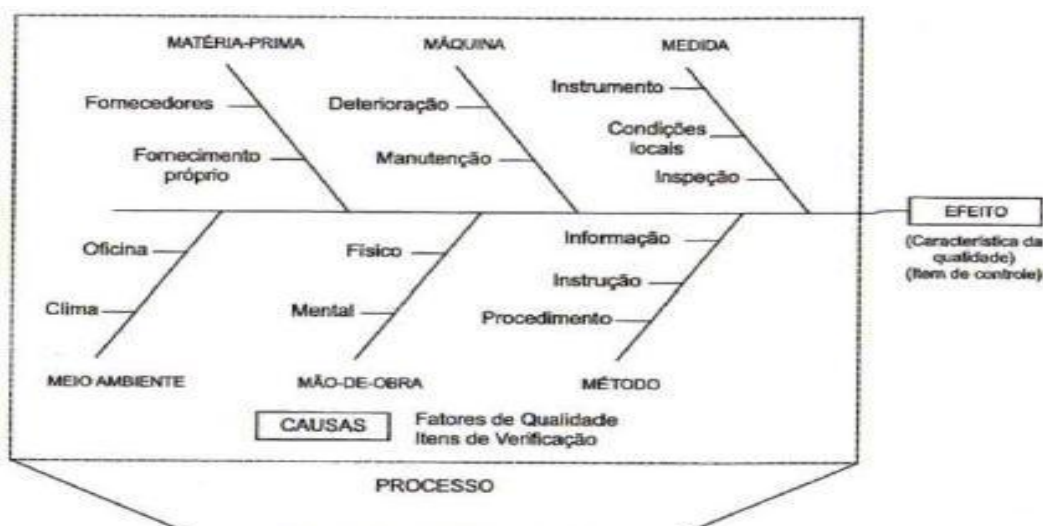 MATÉRIA-PRIMA
MÁQUINA
MEDIDA
Fornecedores
Fornecimento
próprio
Deterioração
Manutenção
Instrumento
Condições
locais
Inspeção
EFEITO
(Característica da
qualidade)
(Item de controle)
Oficina
Clima
Físico
Mental
Informação
Instrução
Procedimento
MEIO AMBIENTE
MÃO-DE-OBRA
MÉTODO
CAUSAS
Fatores de Qualidade
Itens de Verificação
PROCESSO